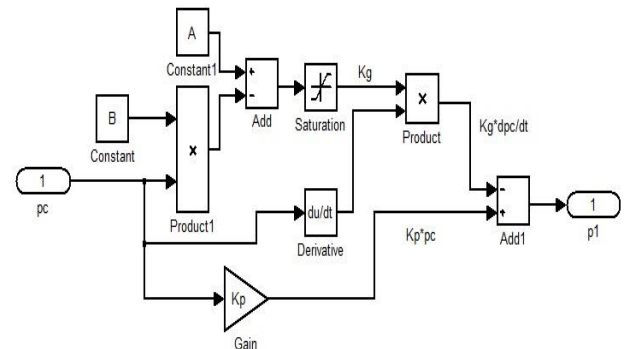 A
Constant1
B
Constant
1
pc
×
Product1
+
-
Add
Saturation
Kg
×
Product
Kg*dpc/dt
du/dt
Derivative
Kp*pc
-
+
Add1
1
p1
Kp
Gain